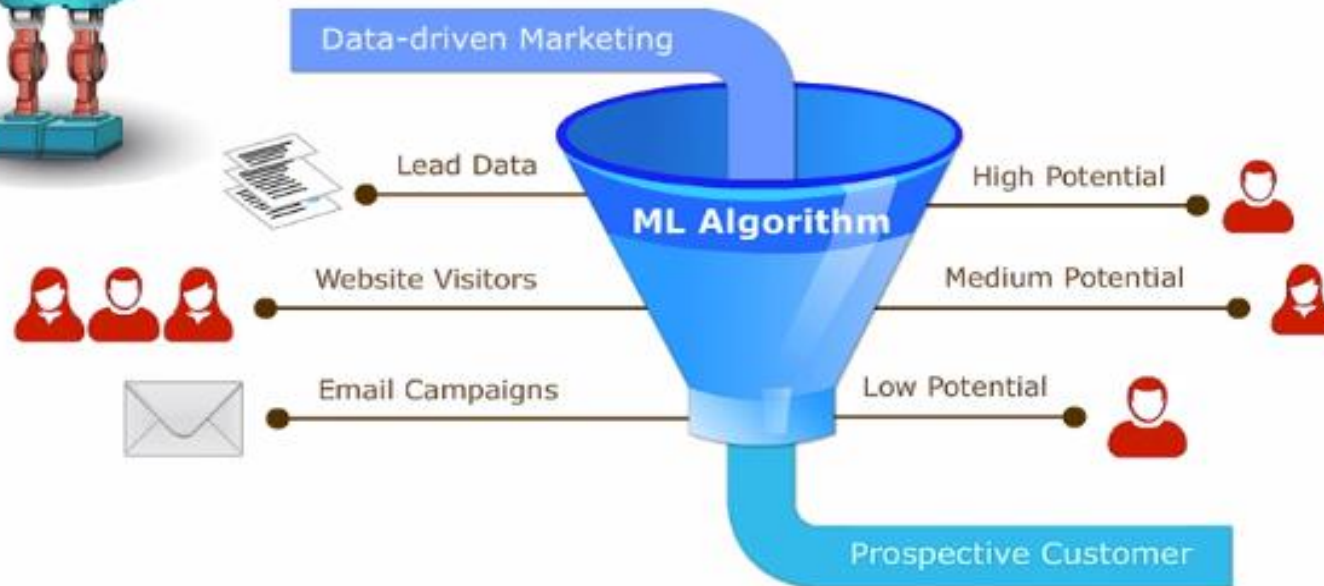 Data-driven Marketing
Lead Data
High Potential
ML Algorithm
Website Visitors
Medium Potential
Email Campaigns
Low Potential
Prospective Customer